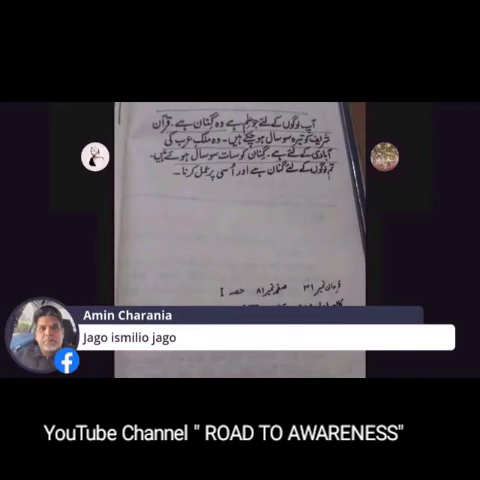 آپ لوگوں کے لئے جو علم ہے وہ گنان ہے۔ قرآن
شریف کو تیرہ سو سال ہو چکے ہیں۔ وہ ملک عرب کی
آبادی کے لئے ہے۔ گنان کو سات سو سال ہوئے ہیں۔
تم لوگوں کے لئے گنان ہے اور اُسی پر عمل کرنا۔
فرمان نمبر ۳۱ صفحہ نمبر ۸۱ حصہ I
Amin Charania
Jago ismilio jago
YouTube Channel " ROAD TO AWARENESS"